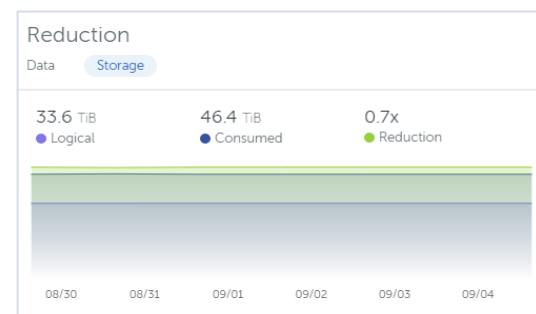 Reduction
Data Storage
33.6 TiB 46.4 TiB 0.7x
Logical Consumed Reduction
08/30 08/31 09/01 09/02 09/03 09/04